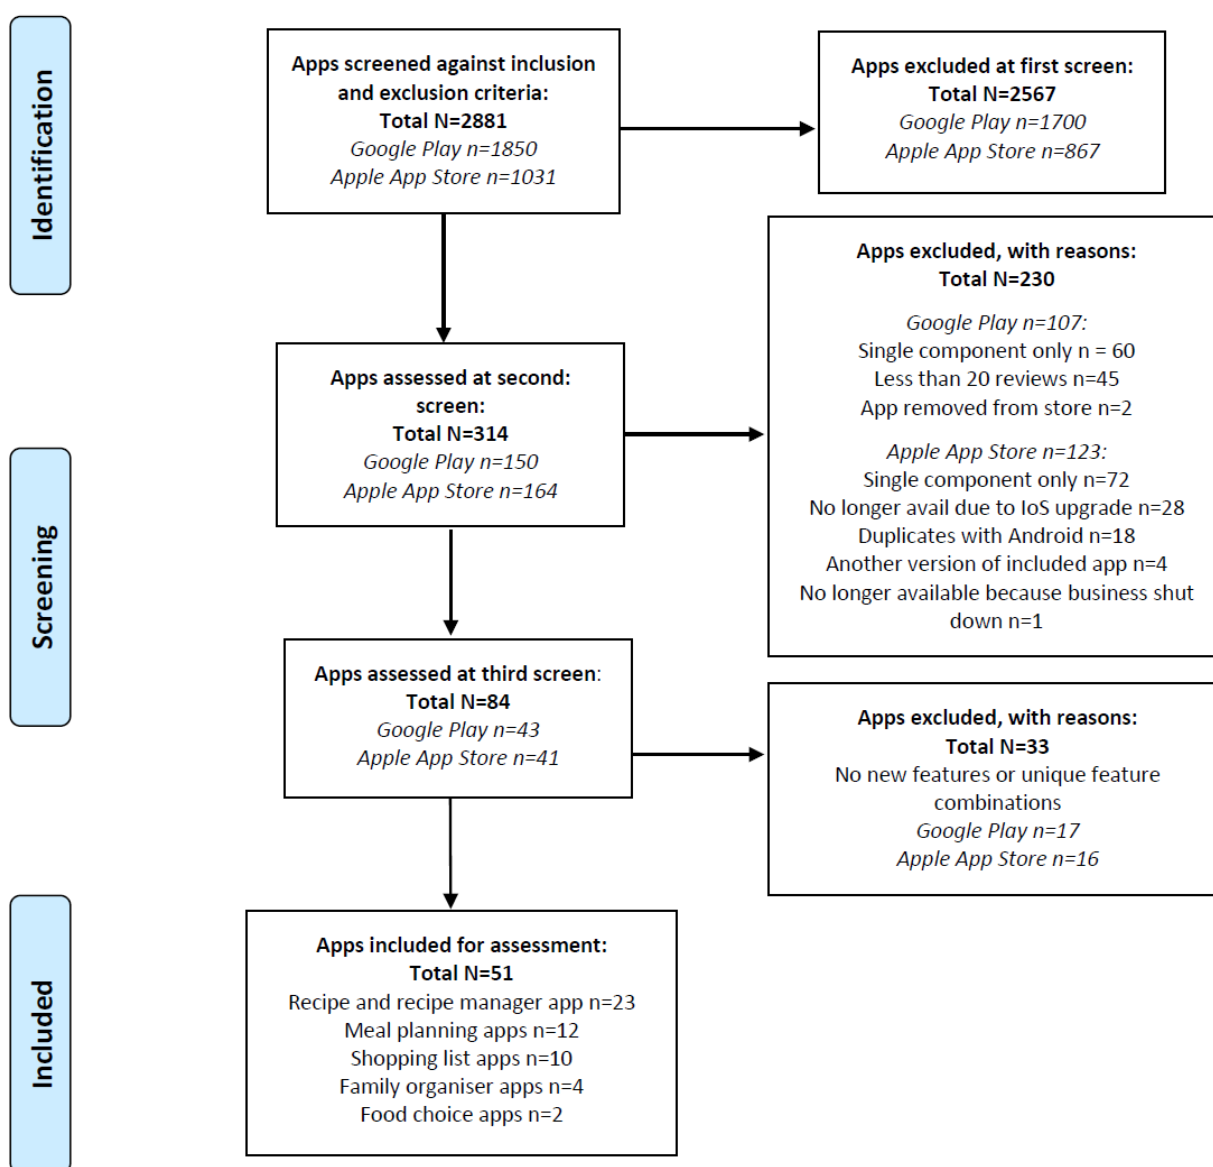 Identification
Apps screened against inclusion
and exclusion criteria:
Total N=2881
Google Play n=1850
Apple App Store n=1031
Apps excluded at first screen:
Total N=2567
Google Play n=1700
Apple App Store n=867
Apps excluded, with reasons:
Total N=230
Google Play n=107:
Single component only n = 60
Less than 20 reviews n=45
App removed from store n=2
Apple App Store n=123:
Single component only n=72
No longer avail due to IoS upgrade n=28
Duplicates with Android n=18
Another version of included app n=4
No longer available because business shut
down n=1
Screening
Apps assessed at second:
screen:
Total N=314
Google Play n=150
Apple App Store n=164
Apps assessed at third screen:
Total N=84
Google Play n=43
Apple App Store n=41
Apps excluded, with reasons:
Total N=33
No new features or unique feature
combinations
Google Play n=17
Apple App Store n=16
Included
Apps included for assessment:
Total N=51
Recipe and recipe manager app n=23
Meal planning apps n=12
Shopping list apps n=10
Family organiser apps n=4
Food choice apps n=2